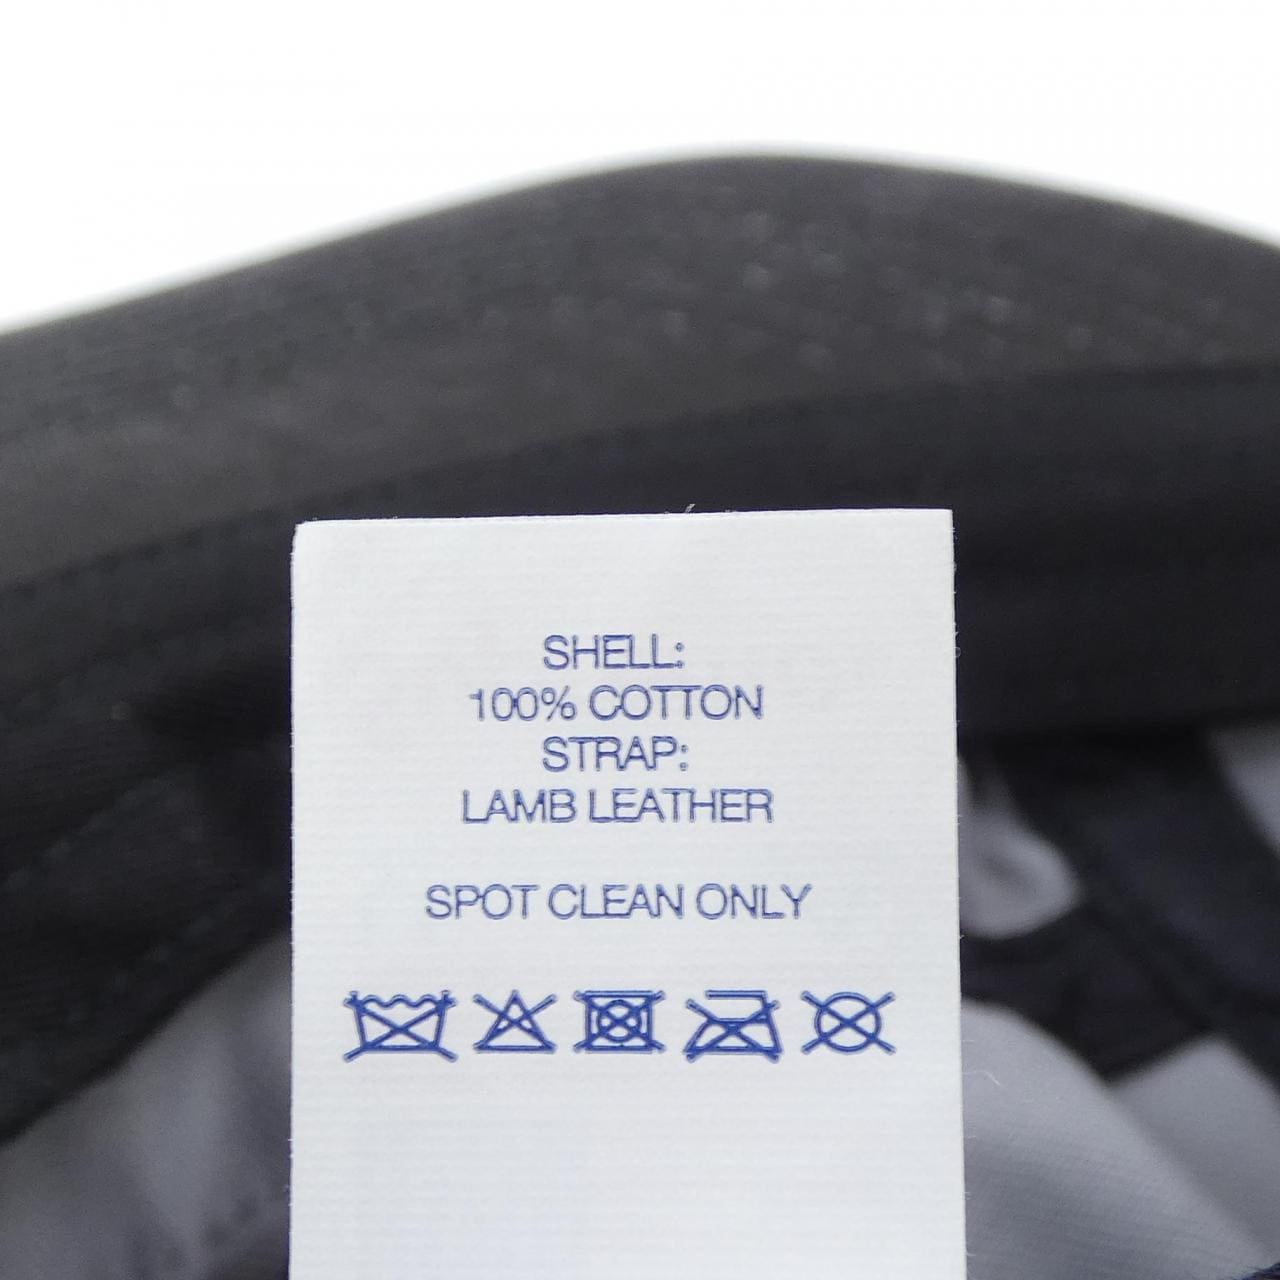 SHELL:
100% COTTON
STRAP:
LAMB LEATHER
SPOT CLEAN ONLY